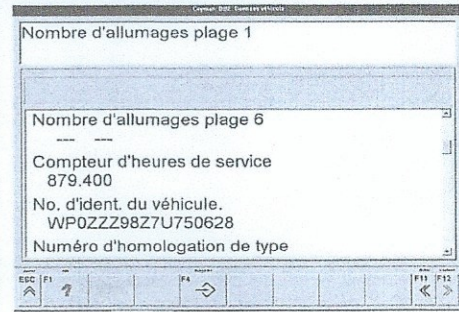 Nombre d'allumages plage 1
Nombre d'allumages plage 6
--- ---
Compteur d'heures de service
879.400
No. d'ident. du véhicule.
WP0ZZZ98Z7U750628
Numéro d'homologation de type
ESC F1 ? F4 F11 F12